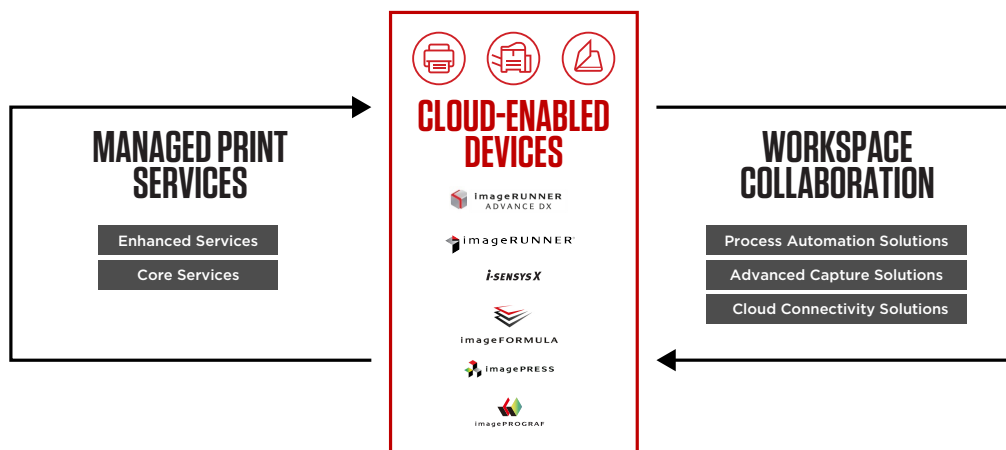 MANAGED PRINT
SERVICES
Enhanced Services
Core Services
CLOUD-ENABLED
DEVICES
imageRUNNER
ADVANCE DX
imageRUNNER
i-SENSYS X
imageFORMULA
imagePRESS
imagePROGRAF
WORKSPACE
COLLABORATION
Process Automation Solutions
Advanced Capture Solutions
Cloud Connectivity Solutions